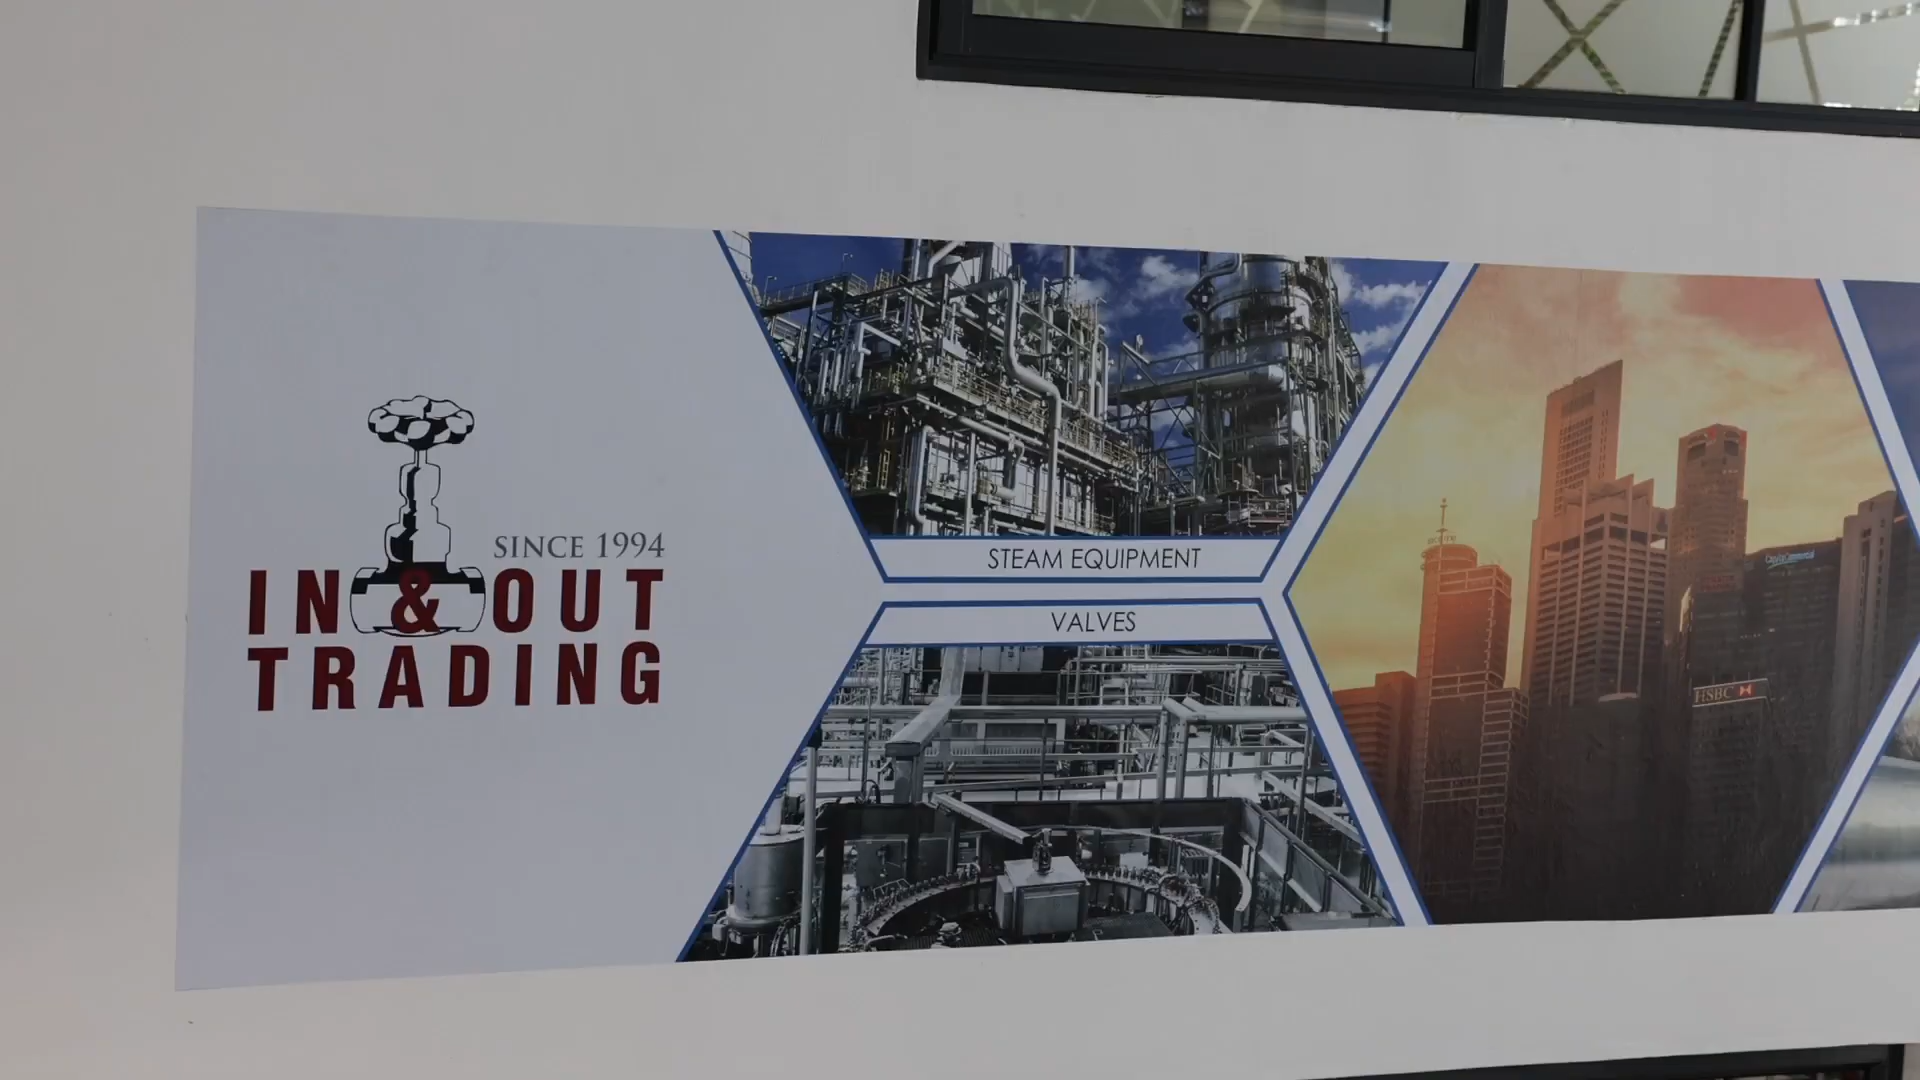 SINCE 1994
IN & OUT
TRADING
STEAM EQUIPMENT
VALVES
HSBC